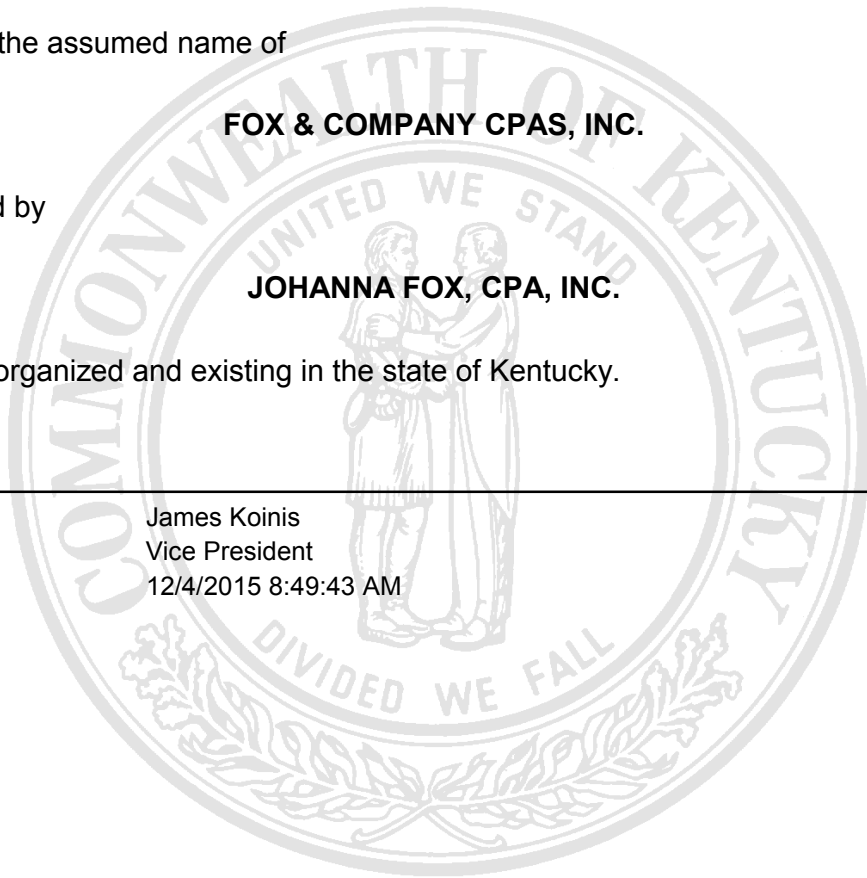 the assumed name of
FOX & COMPANY CPAS, INC.
d by
JOHANNA FOX, CPA, INC.
organized and existing in the state of Kentucky.
James Koinis
Vice President
12/4/2015 8:49:43 AM
COMMONWEALTH OF KENTUCKY
UNITED WE STAND
DIVIDED WE FALL